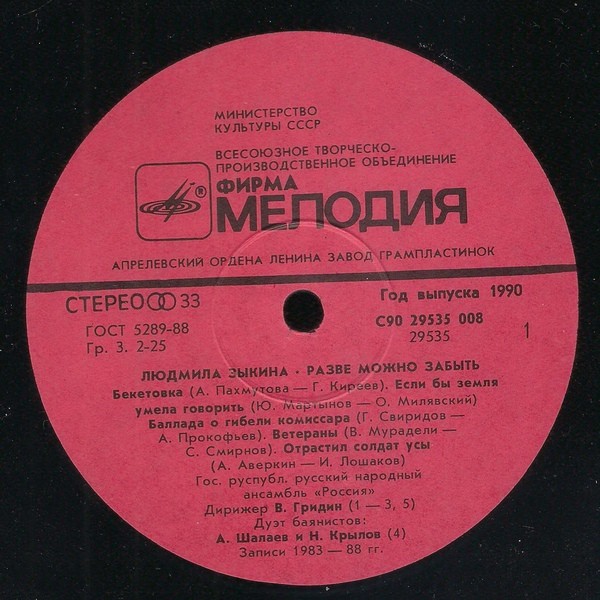 МИНИСТЕРСТВО
КУЛЬТУРЫ СССР
ВСЕСОЮЗНОЕ ТВОРЧЕСКО-
ПРОИЗВОДСТВЕННОЕ ОБЪЕДИНЕНИЕ
®
ФИРМА
МЕЛОДИЯ
АПРЕЛЕВСКИЙ ОРДЕНА ЛЕНИНА ЗАВОД ГРАМПЛАСТИНОК
СТЕРЕО 33
Год выпуска 1990
ГОСТ 5289-88
С90 29535 008
Гр. 3. 2-25
29535
1
ЛЮДМИЛА ЗЫКИНА · РАЗВЕ МОЖНО ЗАБЫТЬ
Бекетовка (А. Пахмутова — Г. Киреев). Если бы земля
умела говорить (Ю. Мартынов — О. Милявский)
Баллада о гибели комиссара (Г. Свиридов —
А. Прокофьев). Ветераны (В. Мурадели —
С. Смирнов). Отрастил солдат усы
(А. Аверкин — И. Лошаков)
Гос. руспубл. русский народный
ансамбль «Россия»
Дирижер В. Гридин (1 — 3, 5)
Дуэт баянистов:
А. Шалаев и Н. Крылов (4)
Записи 1983 — 88 гг.